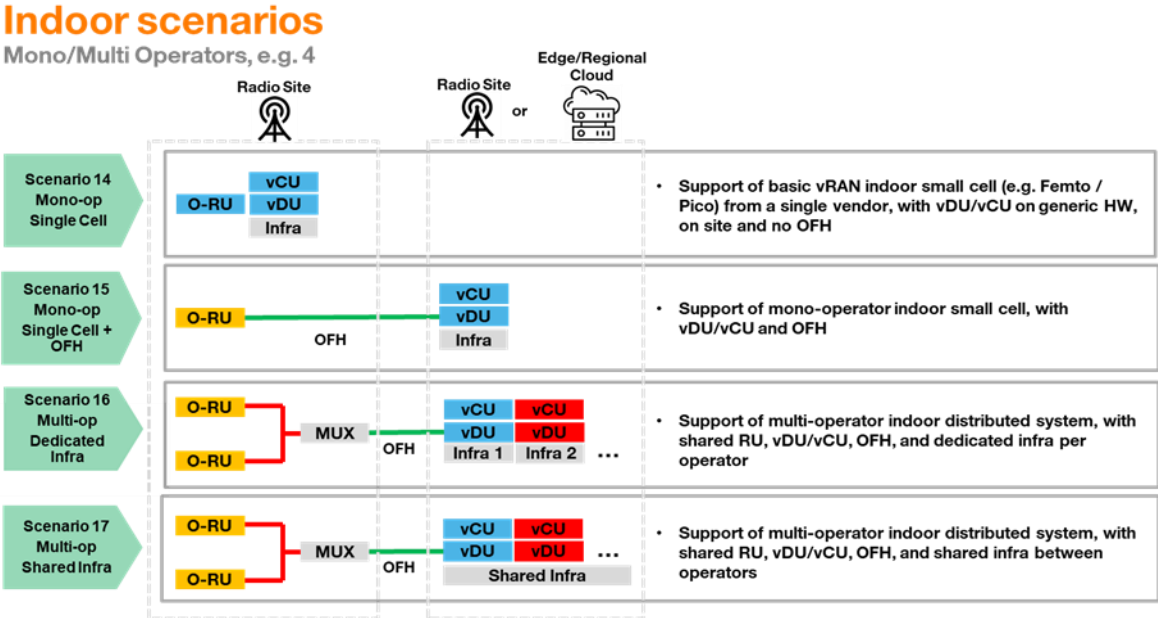 Indoor scenarios
Mono/Multi Operators, e.g. 4
Radio Site
Radio Site
or
Edge/Regional
Cloud
Scenario 14
Mono-op
Single Cell
O-RU
vCU
vDU
Infra
• Support of basic vRAN indoor small cell (e.g. Femto /
Pico) from a single vendor, with vDU/vCU on generic HW,
on site and no OFH
Scenario 15
Mono-op
Single Cell +
OFH
O-RU
OFH
vCU
vDU
Infra
• Support of mono-operator indoor small cell, with
vDU/vCU and OFH
Scenario 16
Multi-op
Dedicated
Infra
O-RU
O-RU
MUX
OFH
vCU vCU
vDU vDU
Infra 1 Infra 2 ...
• Support of multi-operator indoor distributed system, with
shared RU, vDU/vCU, OFH, and dedicated infra per
operator
Scenario 17
Multi-op
Shared Infra
O-RU
O-RU
MUX
OFH
vCU vCU
vDU vDU ...
Shared Infra
• Support of multi-operator indoor distributed system, with
shared RU, vDU/vCU, OFH, and shared infra between
operators